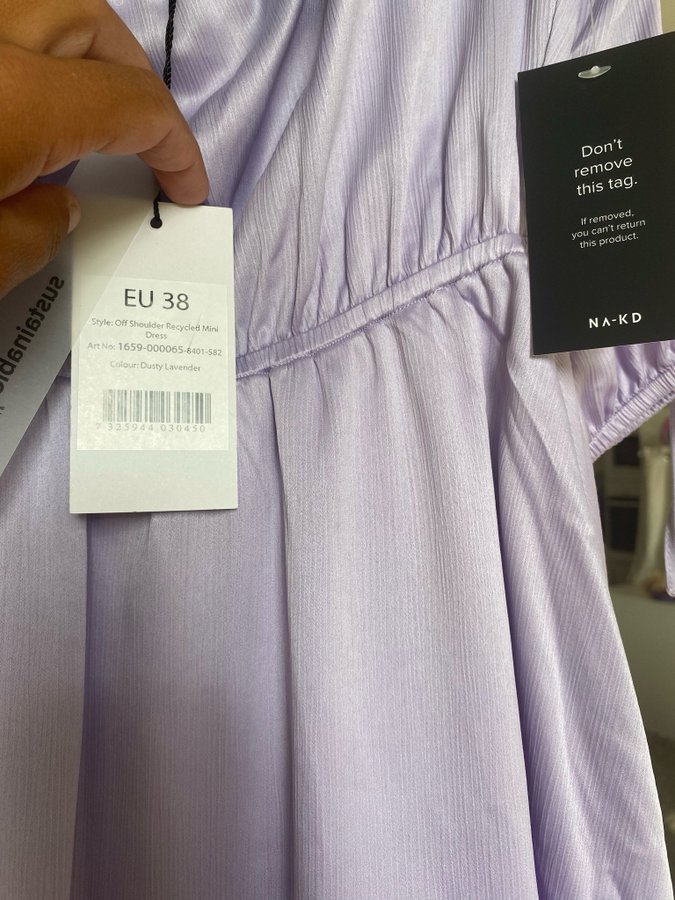 sustainable
EU 38
Style: Off Shoulder Recycled Mini
Dress
Art No: 1659-000065-8401-582
Colour: Dusty Lavender
7 325944 030450
Don't
remove
this tag.
If removed,
you can't return
this product.
NA-KD